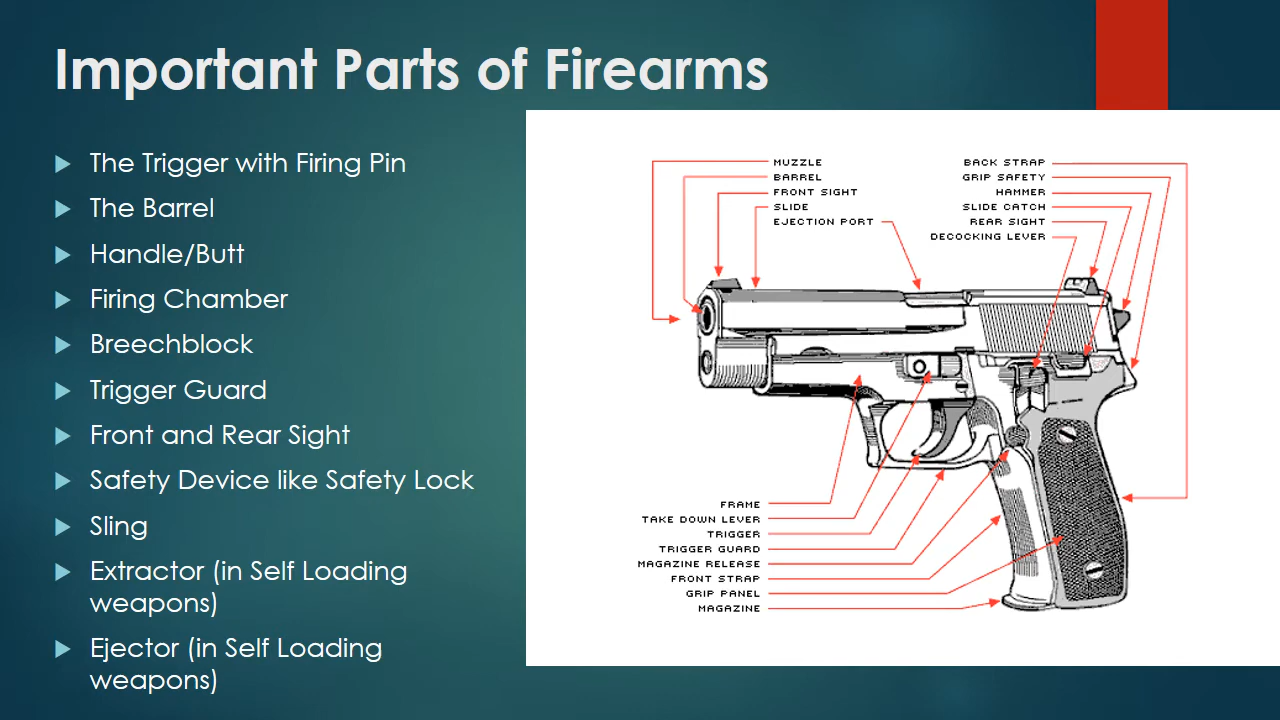 Important Parts of Firearms
The Trigger with Firing Pin
The Barrel
Handle/Butt
Firing Chamber
Breechblock
Trigger Guard
Front and Rear Sight
Safety Device like Safety Lock
Sling
Extractor (in Self Loading
weapons)
Ejector (in Self Loading
weapons)
MUZZLE
BARREL
FRONT SIGHT
SLIDE
EJECTION PORT
BACK STRAP
GRIP SAFETY
HAMMER
SLIDE CATCH
REAR SIGHT
DECOCKING LEVER
FRAME
TAKE DOWN LEVER
TRIGGER
TRIGGER GUARD
MAGAZINE RELEASE
FRONT STRAP
GRIP PANEL
MAGAZINE